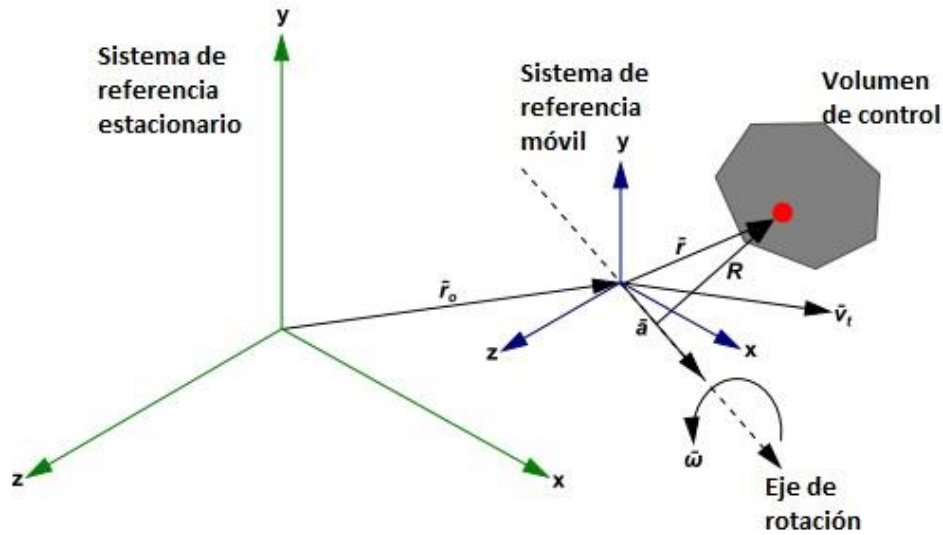 y
Sistema de
referencia
estacionario
Sistema de
referencia
móvil
y
Volumen
de control
r̄
R
r̄ₒ
v̄ₜ
ā
z
x
ω̄
z
x
Eje de
rotación